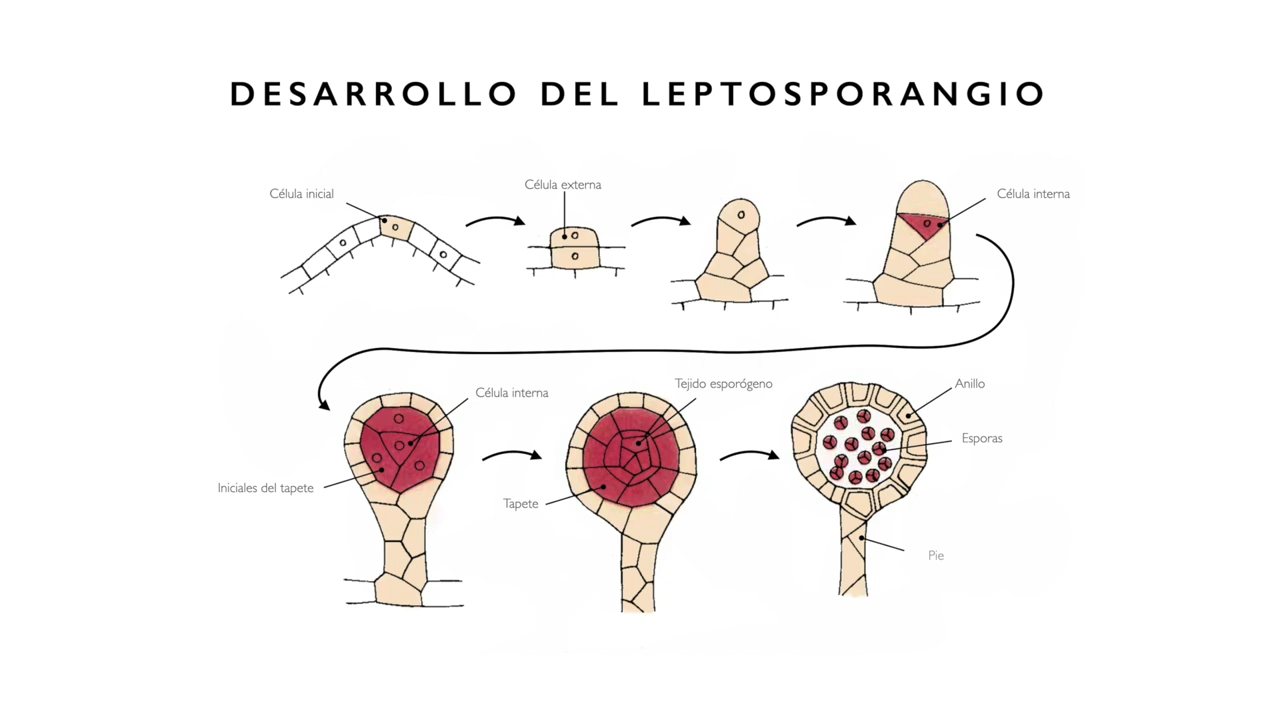 DESARROLLO DEL LEPTOSPORANGIO
Célula inicial
Célula externa
Célula interna
Célula interna
Tejido esporógeno
Anillo
Esporas
Iniciales del tapete
Tapete
Pie